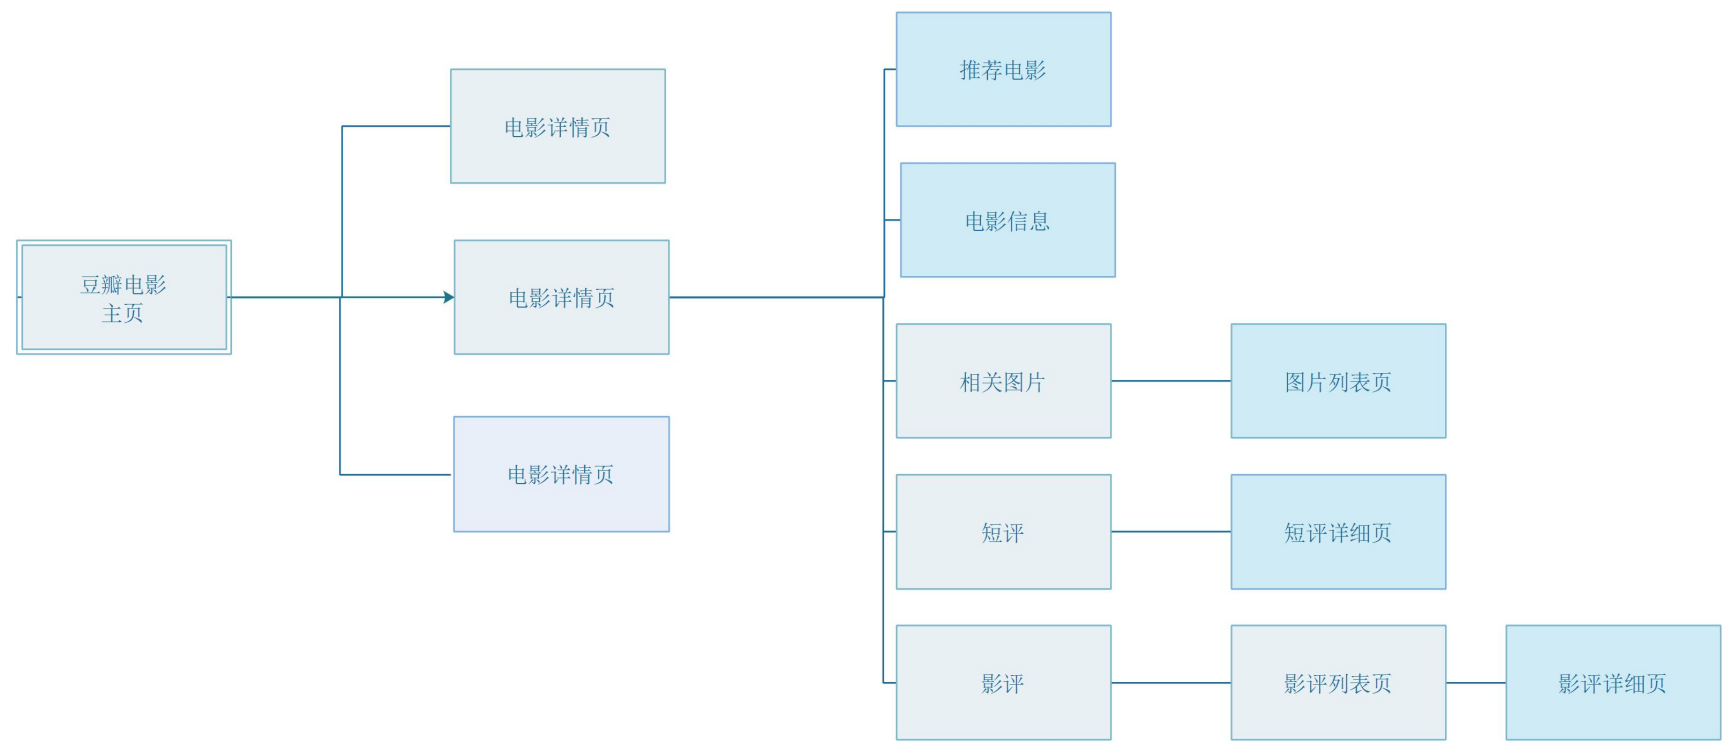 推荐电影
电影详情页
电影信息
豆瓣电影
主页
电影详情页
相关图片
图片列表页
电影详情页
短评
短评详细页
影评
影评列表页
影评详细页